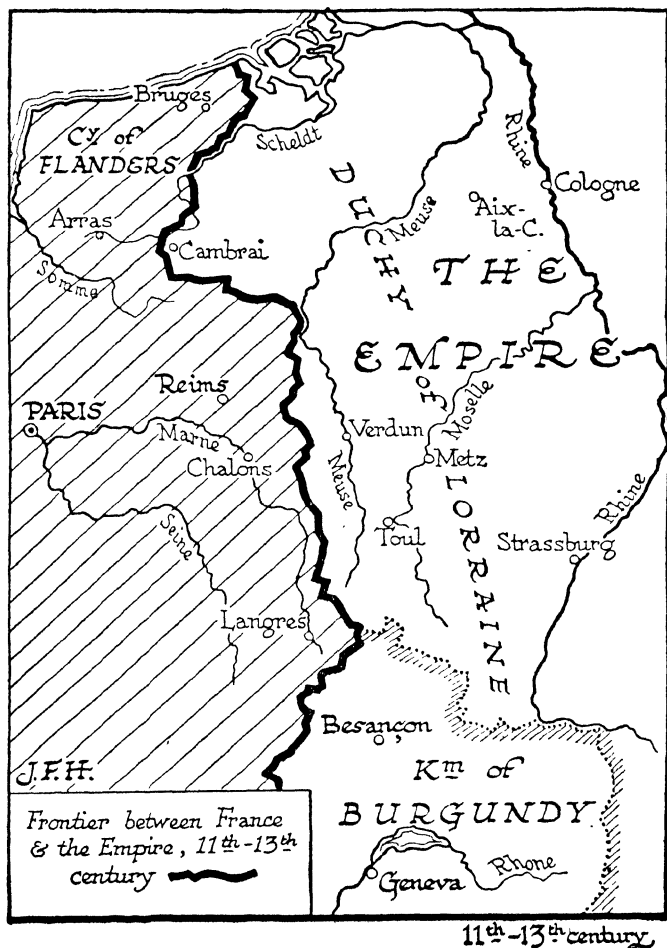 Bruges
Cy of
FLANDERS
Scheldt
Rhine
Cologne
Aix-
la-C.
Meuse
Arras
Cambrai
Somme
DUCHY
of
LORRAINE
THE
EMPIRE
Reims
PARIS
Marne
Chalons
Verdun
Moselle
Metz
Meuse
Seine
Toul
Strassburg
Rhine
Langres
Besançon
Km of
BURGUNDY
J.F.H.
Geneva
Rhone
Frontier between France
& the Empire, 11th-13th
century
11th-13th century.